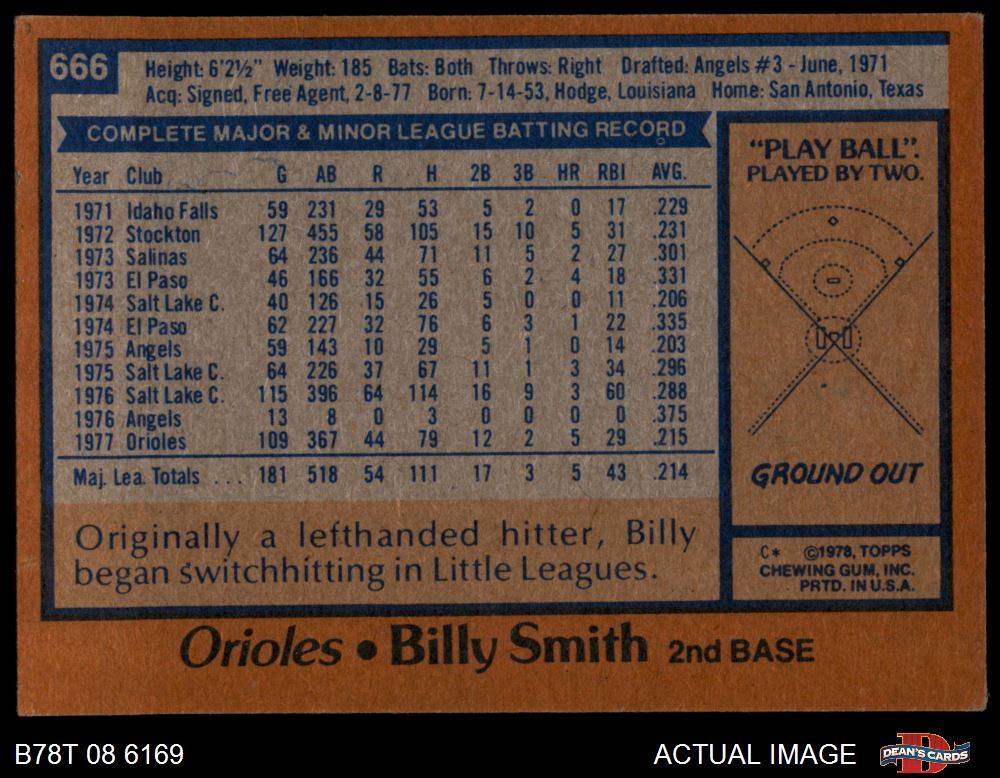 666
Height: 6'2½" Weight: 185 Bats: Both Throws: Right Drafted: Angels #3 - June, 1971
Acq: Signed, Free Agent, 2-8-77 Born: 7-14-53, Hodge, Louisiana Home: San Antonio, Texas
COMPLETE MAJOR & MINOR LEAGUE BATTING RECORD
Year Club G AB R H 2B 3B HR RBI AVG.
1971 Idaho Falls 59 231 29 53 5 2 0 17 .229
1972 Stockton 127 455 58 105 15 10 5 31 .231
1973 Salinas 64 236 44 71 11 5 2 27 .301
1973 El Paso 46 166 32 55 6 2 4 18 .331
1974 Salt Lake C. 40 126 15 26 5 0 0 11 .206
1974 El Paso 62 227 32 76 6 3 1 22 .335
1975 Angels 59 143 10 29 5 1 0 14 .203
1975 Salt Lake C. 64 226 37 67 11 1 3 34 .296
1976 Salt Lake C. 115 396 64 114 16 9 3 60 .288
1976 Angels 13 8 0 3 0 0 0 0 .375
1977 Orioles 109 367 44 79 12 2 5 29 .215
Maj. Lea. Totals ... 181 518 54 111 17 3 5 43 .214
Originally a lefthanded hitter, Billy
began switchhitting in Little Leagues.
"PLAY BALL".
PLAYED BY TWO.
GROUND OUT
C* ©1978, TOPPS
CHEWING GUM, INC.
PRTD. IN U.S.A.
Orioles • Billy Smith 2nd BASE
B78T 08 6169
ACTUAL IMAGE
D
DEAN'S CARDS